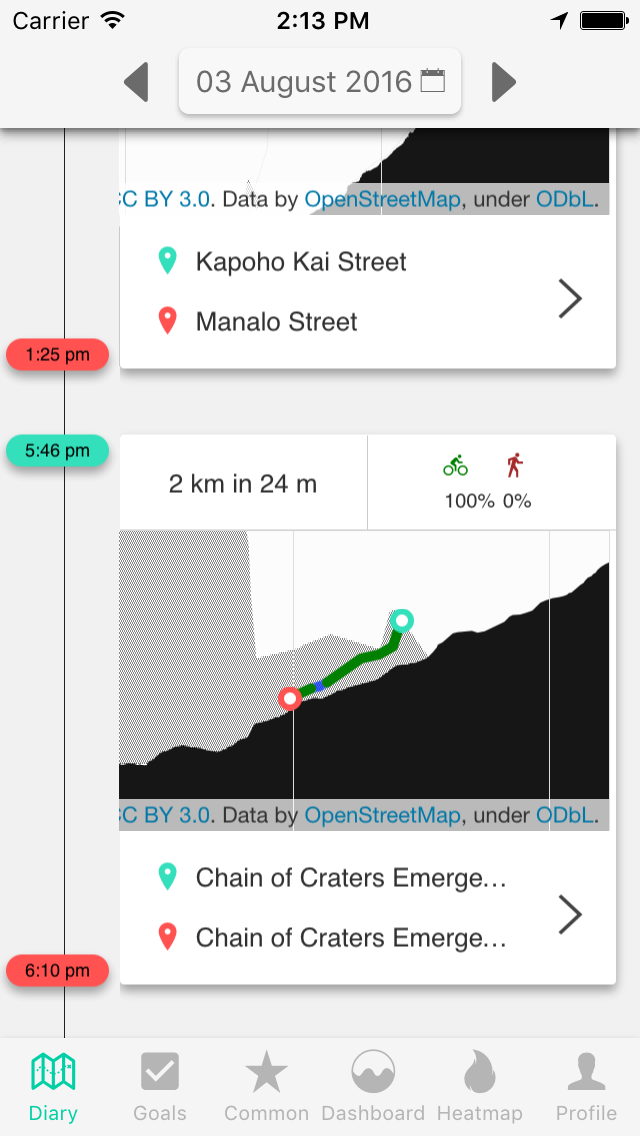 Carrier 2:13 PM
03 August 2016
CC BY 3.0. Data by OpenStreetMap, under ODbL.
Kapoho Kai Street
Manalo Street
1:25 pm
5:46 pm
2 km in 24 m
100% 0%
CC BY 3.0. Data by OpenStreetMap, under ODbL.
Chain of Craters Emerge...
Chain of Craters Emerge...
6:10 pm
Diary Goals Common Dashboard Heatmap Profile